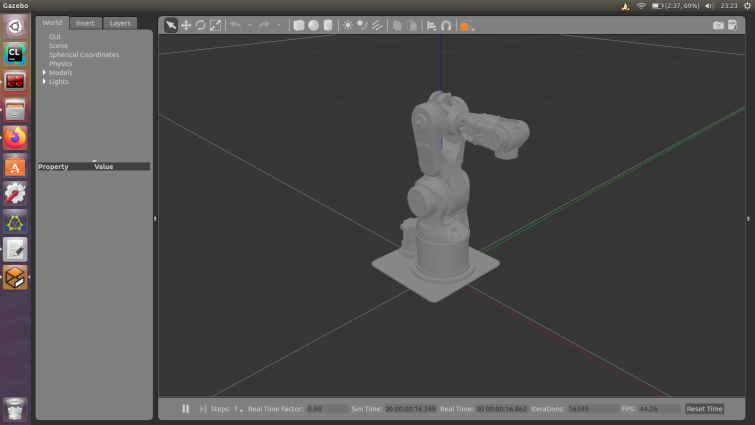 Gazebo
(2:37, 69%)
23:23
World
Insert
Layers
GUI
Scene
Spherical Coordinates
Physics
Models
Lights
Property
Value
CL
Steps: 1
Real Time Factor:
0.98
Sim Time:
00 00:00:16.349
Real Time:
00 00:00:16.862
Iterations:
16349
FPS:
44.26
Reset Time